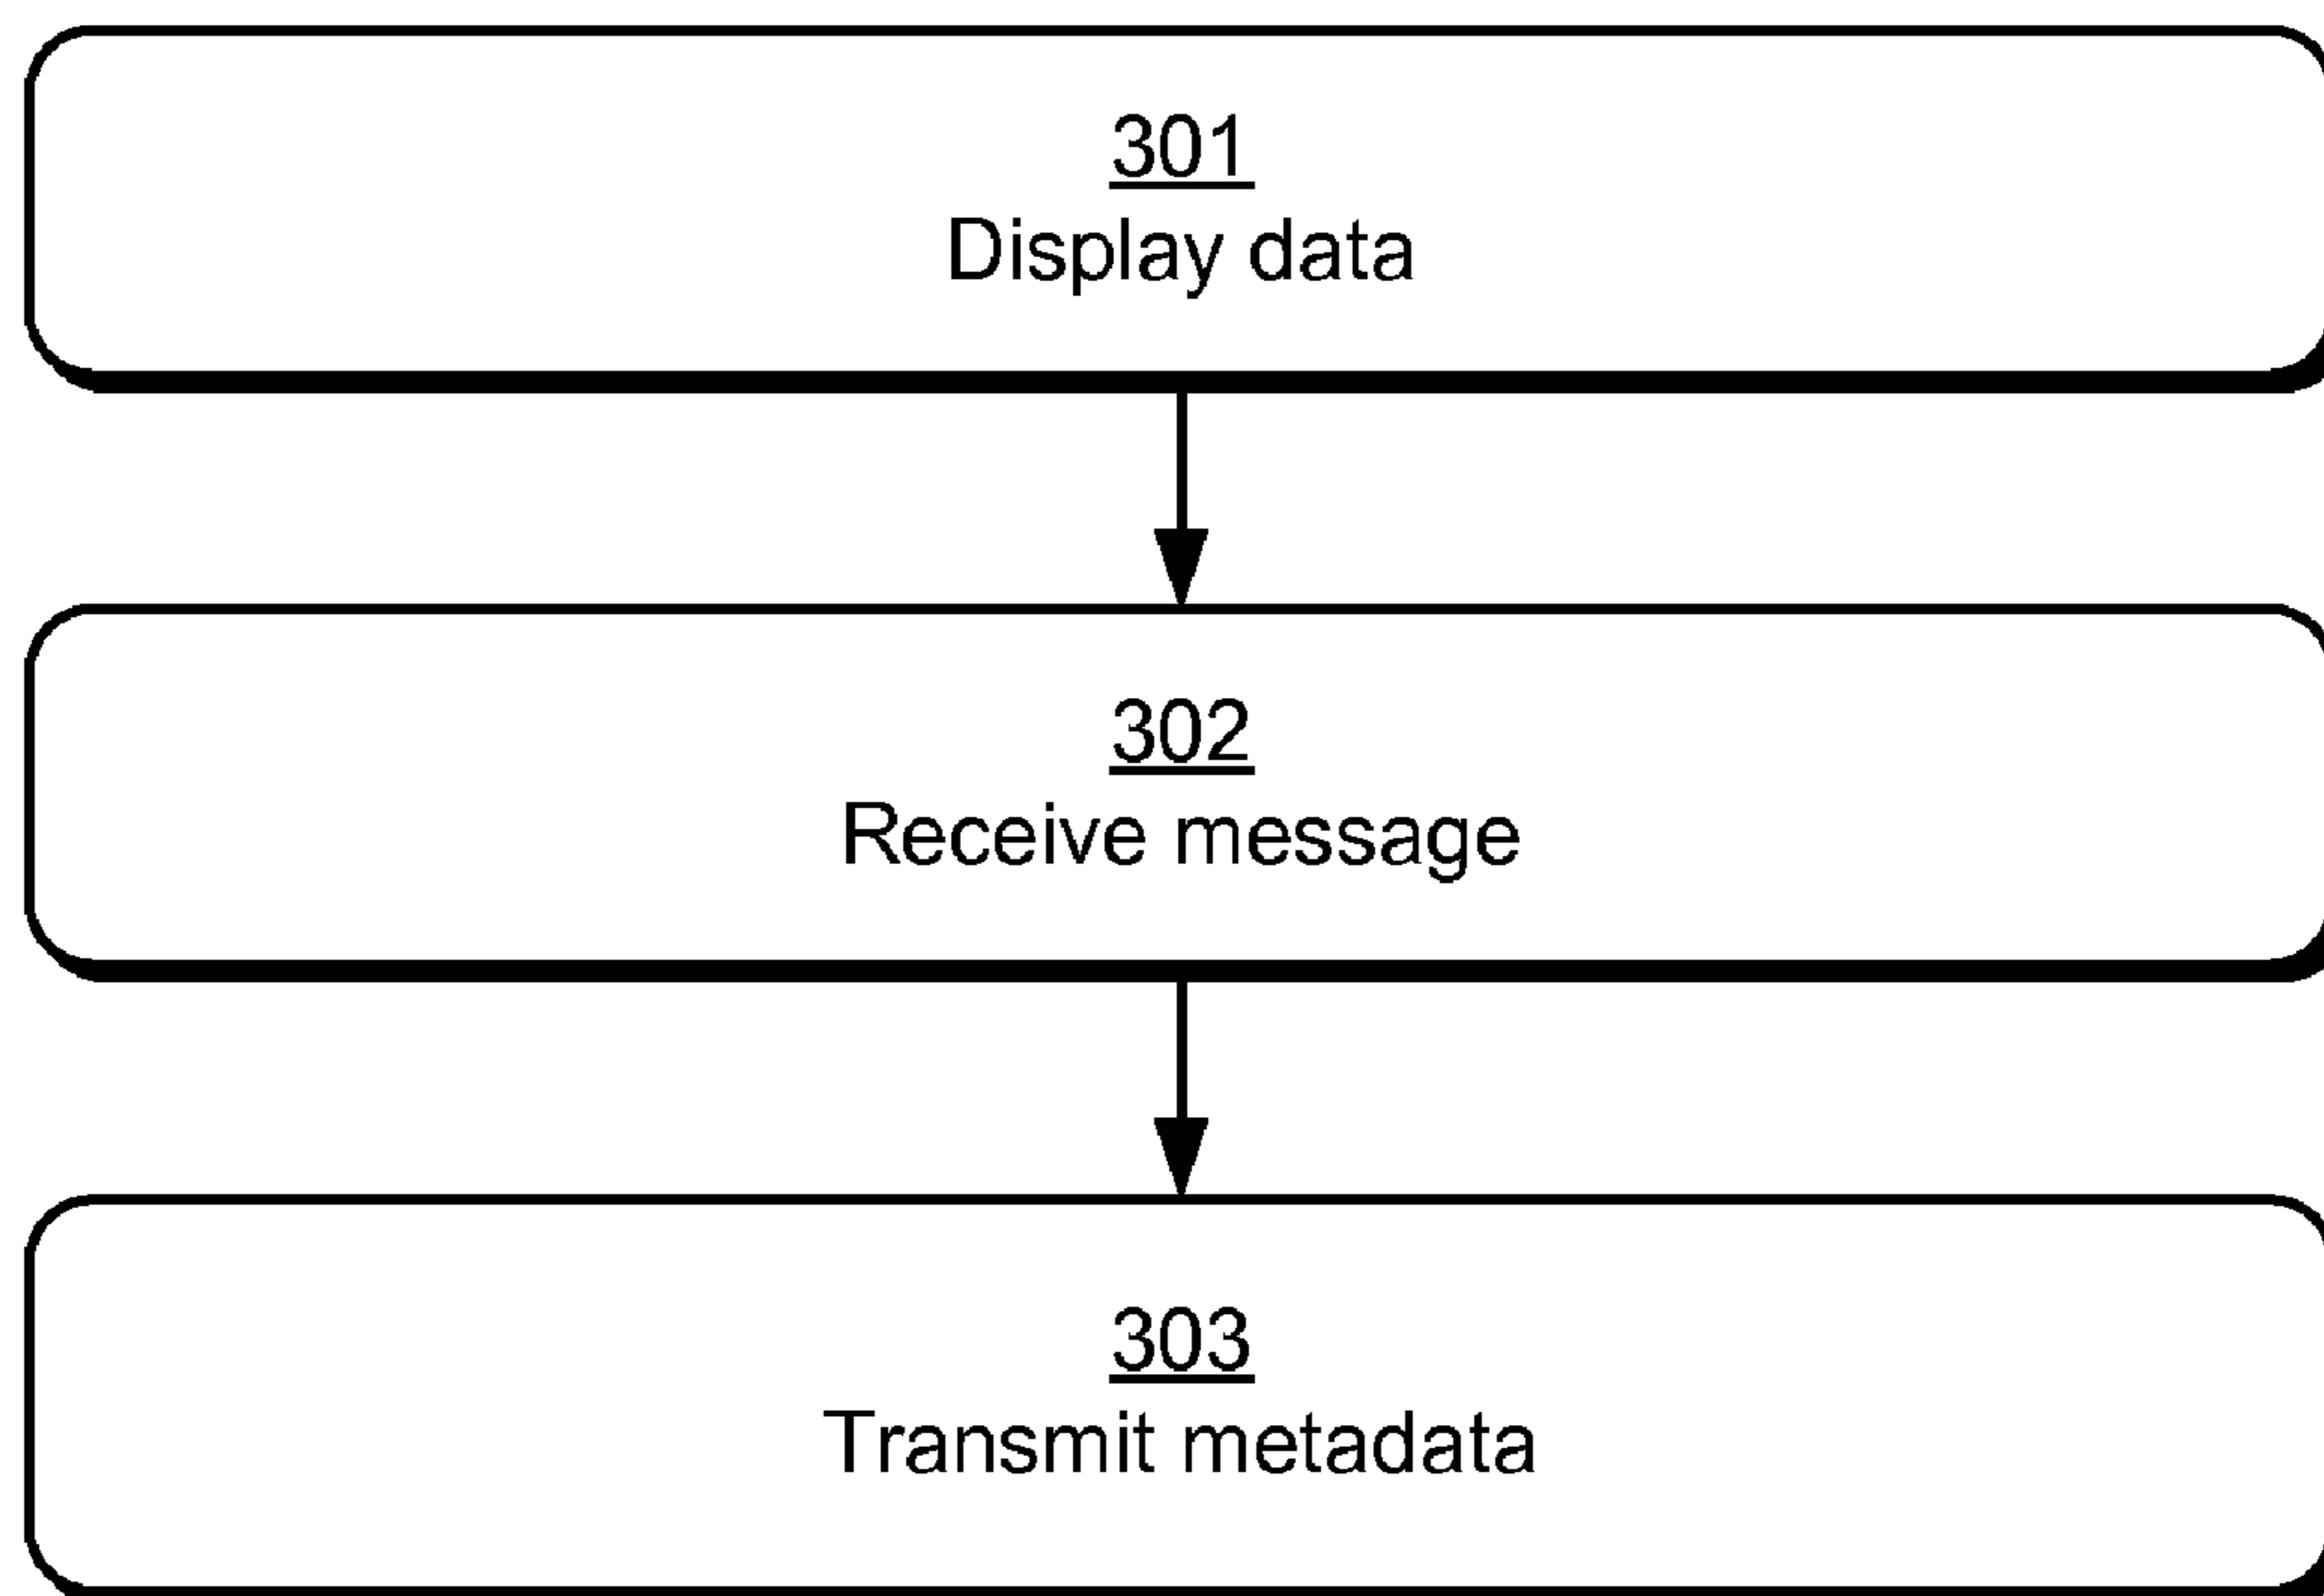 301
Display data
302
Receive message
303
Transmit metadata